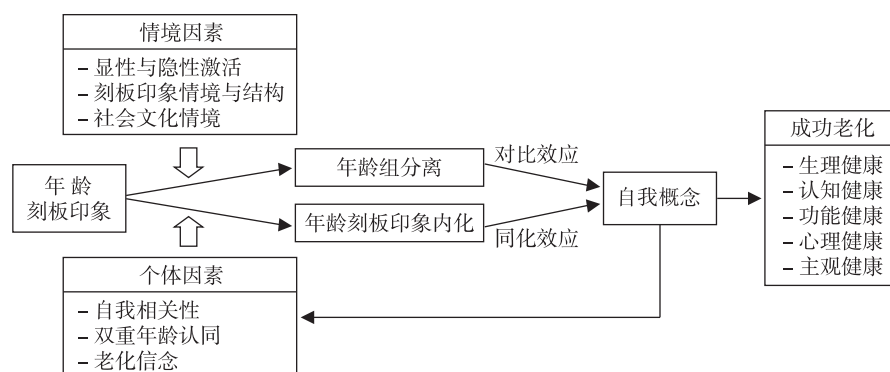 情境因素
– 显性与隐性激活
– 刻板印象情境与结构
– 社会文化情境
年 龄
刻板印象
年龄组分离
对比效应
年龄刻板印象内化
同化效应
自我概念
成功老化
– 生理健康
– 认知健康
– 功能健康
– 心理健康
– 主观健康
个体因素
– 自我相关性
– 双重年龄认同
– 老化信念